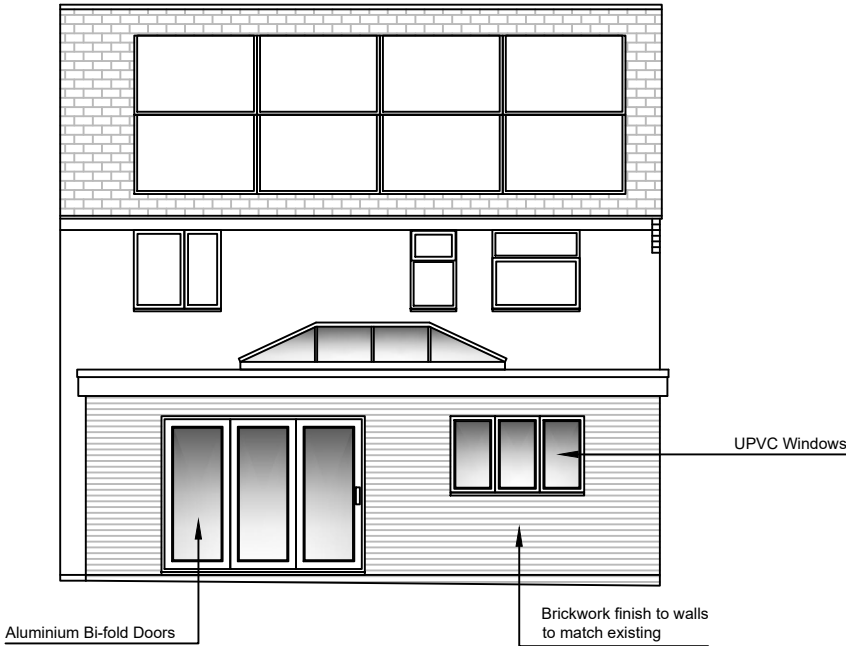 UPVC Windows
Aluminium Bi-fold Doors
Brickwork finish to walls
to match existing